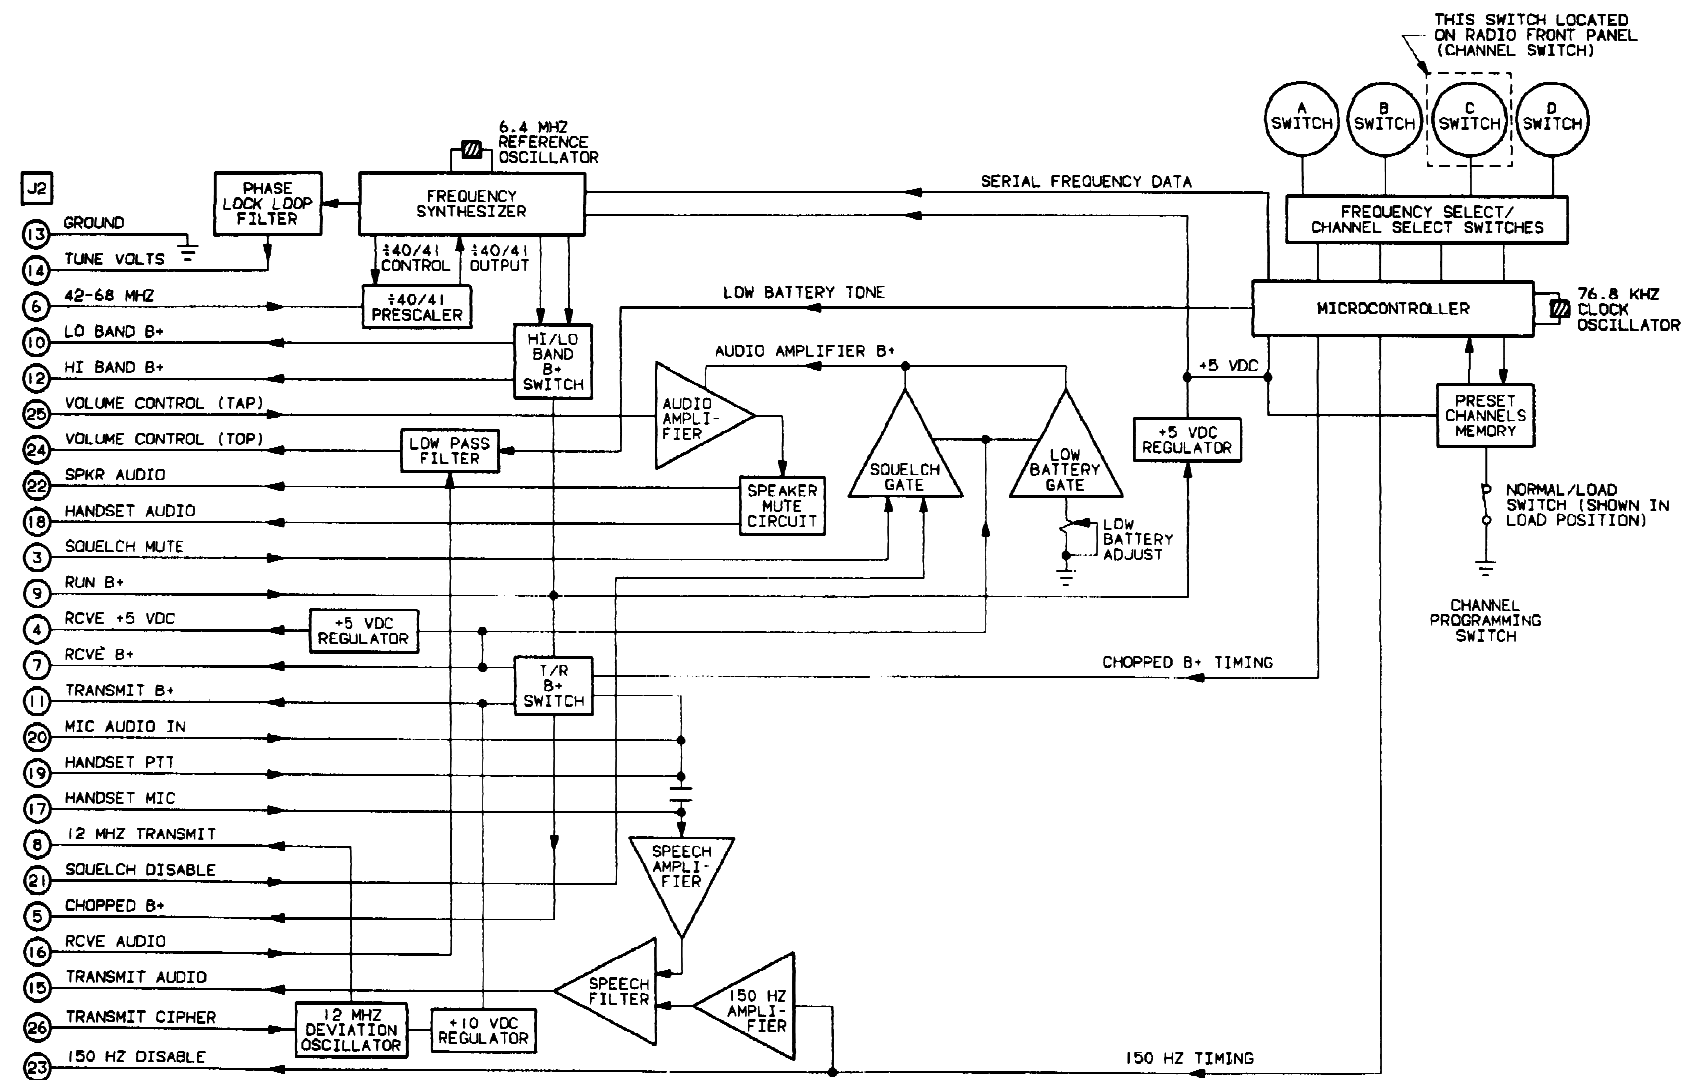 THIS SWITCH LOCATED
ON RADIO FRONT PANEL
(CHANNEL SWITCH)
A
SWITCH
B
SWITCH
C
SWITCH
D
SWITCH
6.4 MHZ
REFERENCE
OSCILLATOR
J2
PHASE
LOCK LOOP
FILTER
FREQUENCY
SYNTHESIZER
SERIAL FREQUENCY DATA
FREQUENCY SELECT/
CHANNEL SELECT SWITCHES
13 GROUND
÷40/41
CONTROL
÷40/41
OUTPUT
14 TUNE VOLTS
6 42-68 MHZ
÷40/41
PRESCALER
LOW BATTERY TONE
MICROCONTROLLER
76.8 KHZ
CLOCK
OSCILLATOR
10 LO BAND B+
HI/LO
BAND
B+
SWITCH
12 HI BAND B+
AUDIO AMPLIFIER B+
+5 VDC
25 VOLUME CONTROL (TAP)
AUDIO
AMPLI-
FIER
PRESET
CHANNELS
MEMORY
24 VOLUME CONTROL (TOP)
LOW PASS
FILTER
+5 VDC
REGULATOR
SQUELCH
GATE
LOW
BATTERY
GATE
22 SPKR AUDIO
SPEAKER
MUTE
CIRCUIT
NORMAL/LOAD
SWITCH (SHOWN IN
LOAD POSITION)
18 HANDSET AUDIO
LOW
BATTERY
ADJUST
3 SQUELCH MUTE
9 RUN B+
CHANNEL
PROGRAMMING
SWITCH
4 RCVE +5 VDC
+5 VDC
REGULATOR
7 RCVE B+
T/R
B+
SWITCH
CHOPPED B+ TIMING
11 TRANSMIT B+
20 MIC AUDIO IN
19 HANDSET PTT
17 HANDSET MIC
8 12 MHZ TRANSMIT
SPEECH
AMPLI-
FIER
21 SQUELCH DISABLE
5 CHOPPED B+
16 RCVE AUDIO
15 TRANSMIT AUDIO
SPEECH
FILTER
150 HZ
AMPLI-
FIER
26 TRANSMIT CIPHER
12 MHZ
DEVIATION
OSCILLATOR
+10 VDC
REGULATOR
23 150 HZ DISABLE
150 HZ TIMING